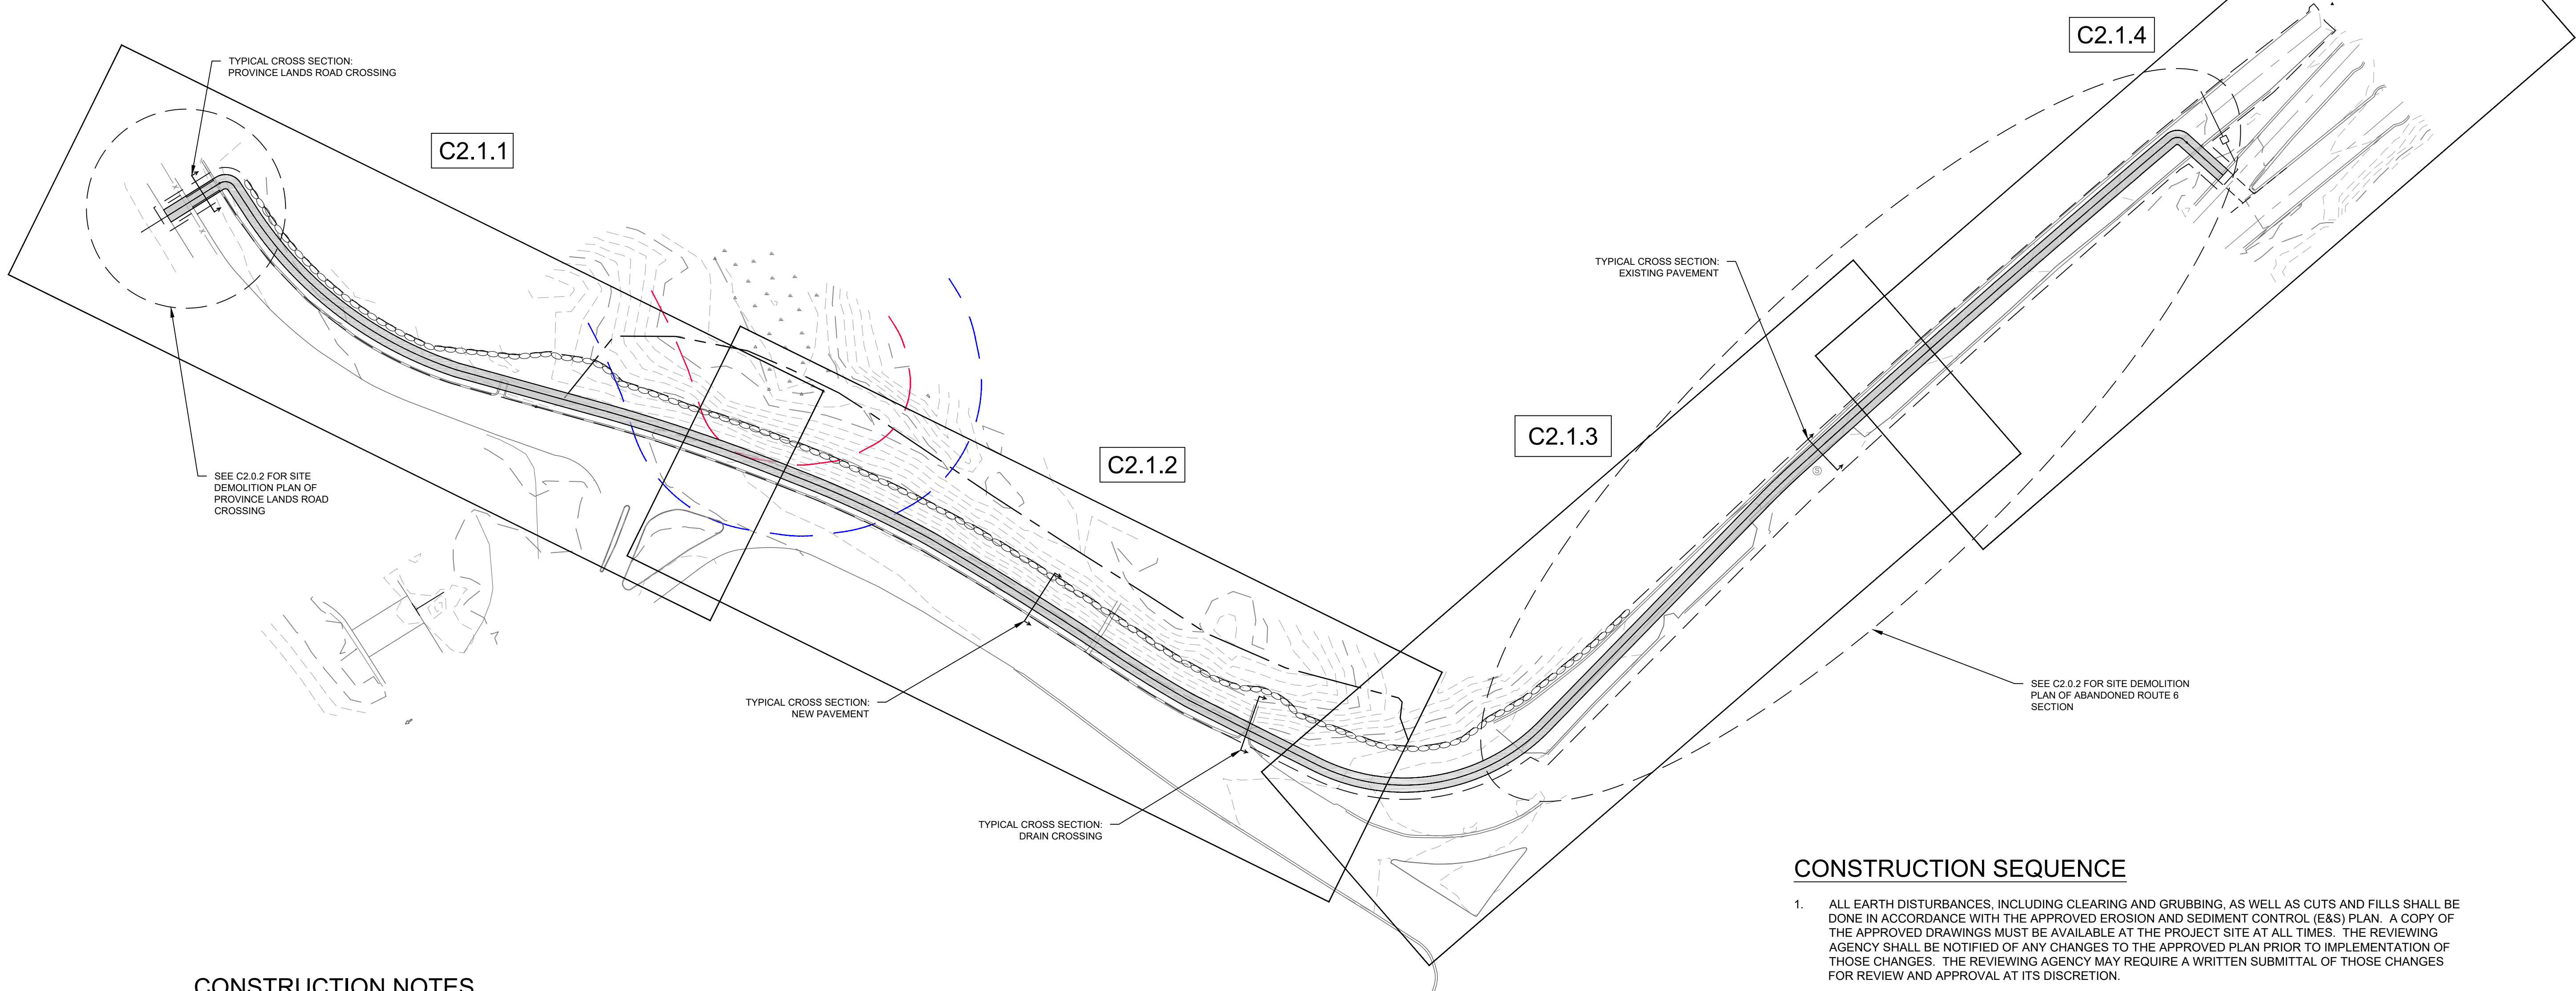 C2.1.4
TYPICAL CROSS SECTION:
PROVINCE LANDS ROAD CROSSING
C2.1.1
TYPICAL CROSS SECTION:
EXISTING PAVEMENT
C2.1.3
C2.1.2
SEE C2.0.2 FOR SITE
DEMOLITION PLAN OF
PROVINCE LANDS ROAD
CROSSING
S
SEE C2.0.2 FOR SITE DEMOLITION
PLAN OF ABANDONED ROUTE 6
SECTION
TYPICAL CROSS SECTION:
NEW PAVEMENT
TYPICAL CROSS SECTION:
DRAIN CROSSING
CONSTRUCTION SEQUENCE
1. ALL EARTH DISTURBANCES, INCLUDING CLEARING AND GRUBBING, AS WELL AS CUTS AND FILLS SHALL BE
DONE IN ACCORDANCE WITH THE APPROVED EROSION AND SEDIMENT CONTROL (E&S) PLAN. A COPY OF
THE APPROVED DRAWINGS MUST BE AVAILABLE AT THE PROJECT SITE AT ALL TIMES. THE REVIEWING
AGENCY SHALL BE NOTIFIED OF ANY CHANGES TO THE APPROVED PLAN PRIOR TO IMPLEMENTATION OF
THOSE CHANGES. THE REVIEWING AGENCY MAY REQUIRE A WRITTEN SUBMITTAL OF THOSE CHANGES
FOR REVIEW AND APPROVAL AT ITS DISCRETION.
CONSTRUCTION NOTES